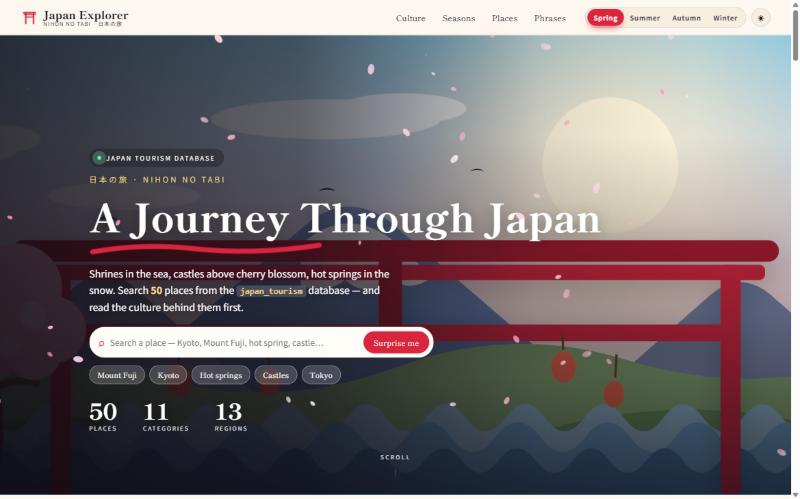 Japan Explorer
NIHON NO TABI · 日本の旅
Culture
Seasons
Places
Phrases
Spring
Summer
Autumn
Winter
JAPAN TOURISM DATABASE
日本の旅 · NIHON NO TABI
A Journey Through Japan
Shrines in the sea, castles above cherry blossom, hot springs in the
snow. Search 50 places from the japan_tourism database — and
read the culture behind them first.
Search a place — Kyoto, Mount Fuji, hot spring, castle…
Surprise me
Mount Fuji
Kyoto
Hot springs
Castles
Tokyo
50
PLACES
11
CATEGORIES
13
REGIONS
SCROLL